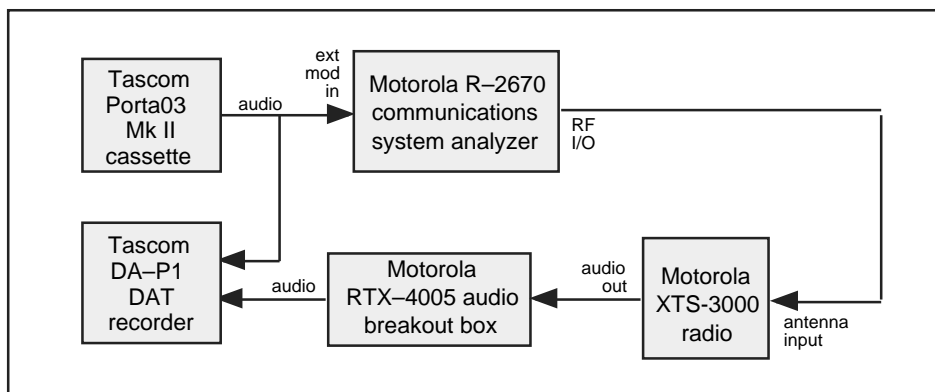 Tascom
Porta03
Mk II
cassette
audio
ext
mod
in
Motorola R–2670
communications
system analyzer
RF
I/O
Tascom
DA–P1
DAT
recorder
audio
Motorola
RTX–4005 audio
breakout box
audio
out
Motorola
XTS-3000
radio
antenna
input